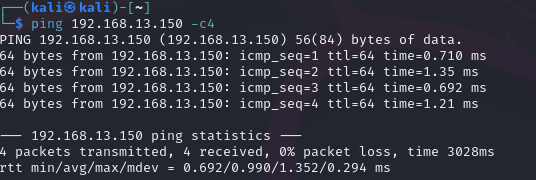 ┌──(kali㉿kali)-[~]
└─$ ping 192.168.13.150 -c4
PING 192.168.13.150 (192.168.13.150) 56(84) bytes of data.
64 bytes from 192.168.13.150: icmp_seq=1 ttl=64 time=0.710 ms
64 bytes from 192.168.13.150: icmp_seq=2 ttl=64 time=1.35 ms
64 bytes from 192.168.13.150: icmp_seq=3 ttl=64 time=0.692 ms
64 bytes from 192.168.13.150: icmp_seq=4 ttl=64 time=1.21 ms

--- 192.168.13.150 ping statistics ---
4 packets transmitted, 4 received, 0% packet loss, time 3028ms
rtt min/avg/max/mdev = 0.692/0.990/1.352/0.294 ms